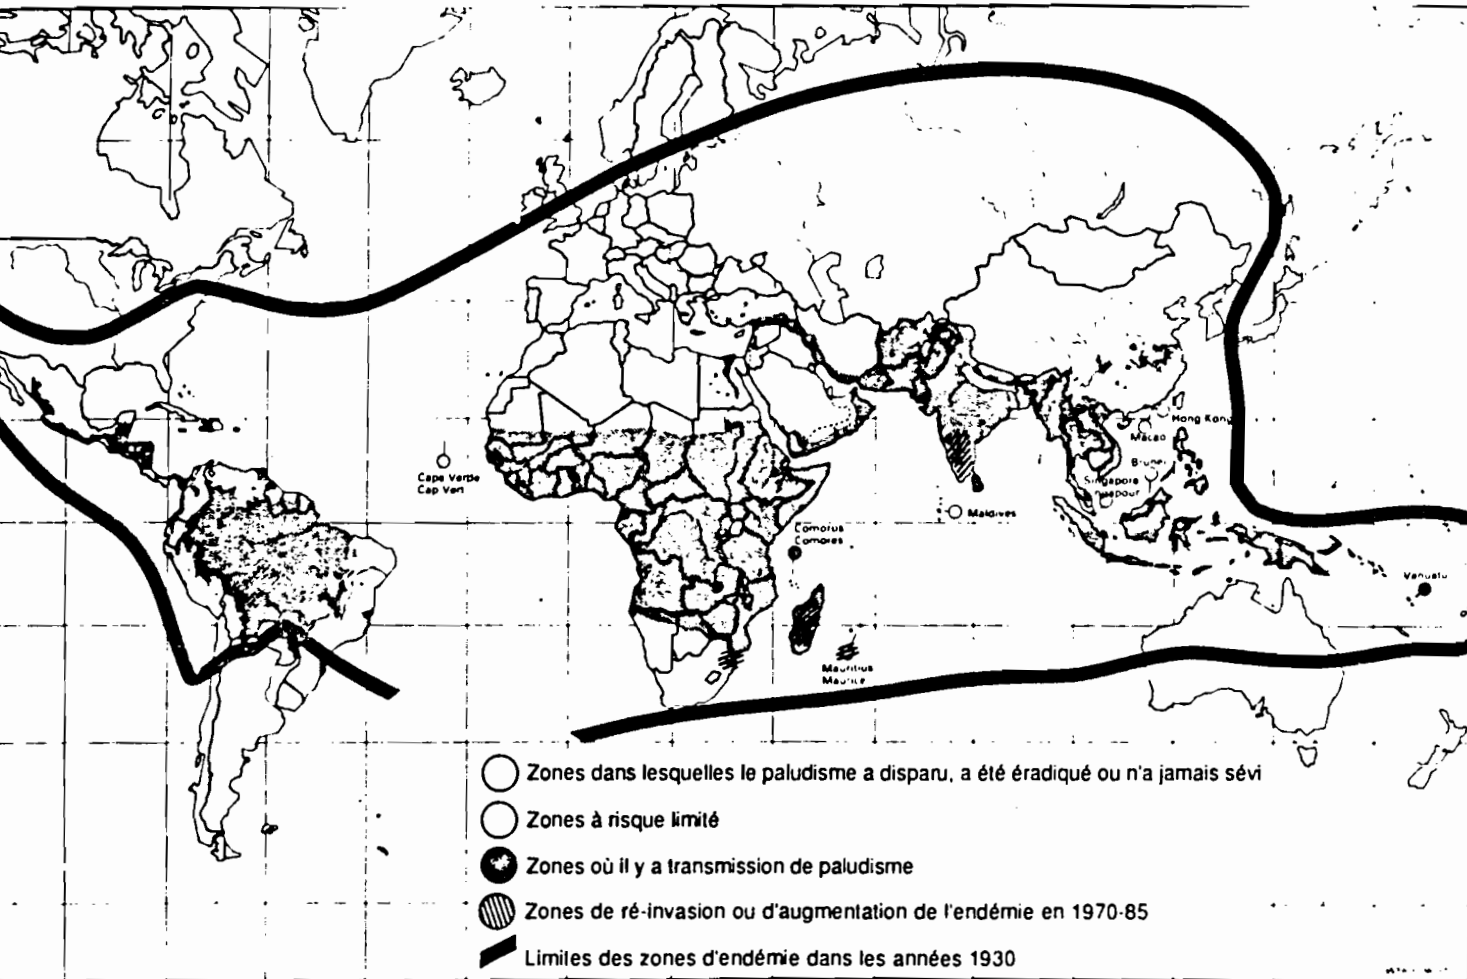 Hong Kong
Macao
Brunei
Singapore
Cape Verde
Cap Vert
Maldives
Comorus
Comores
Vanuatu
Mauritius
Maurice
Zones dans lesquelles le paludisme a disparu, a été éradiqué ou n'a jamais sévi
Zones à risque limité
Zones où il y a transmission de paludisme
Zones de ré-invasion ou d'augmentation de l'endémie en 1970-85
Limites des zones d'endémie dans les années 1930